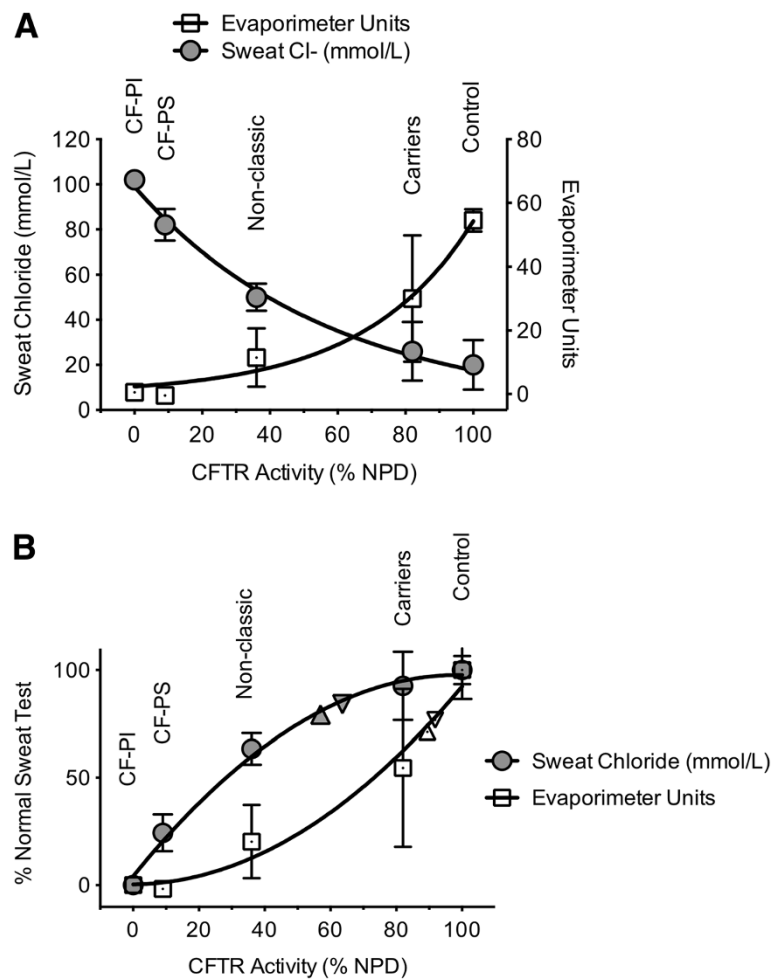 A
Evaporimeter Units
Sweat Cl- (mmol/L)
CF-PI
CF-PS
Non-classic
Carriers
Control
Sweat Chloride (mmol/L)
120
100
80
60
40
20
0
80
60
40
20
0
Evaporimeter Units
0 20 40 60 80 100
CFTR Activity (% NPD)
B
CF-PI
CF-PS
Non-classic
Carriers
Control
% Normal Sweat Test
100
50
0
Sweat Chloride (mmol/L)
Evaporimeter Units
0 20 40 60 80 100
CFTR Activity (% NPD)